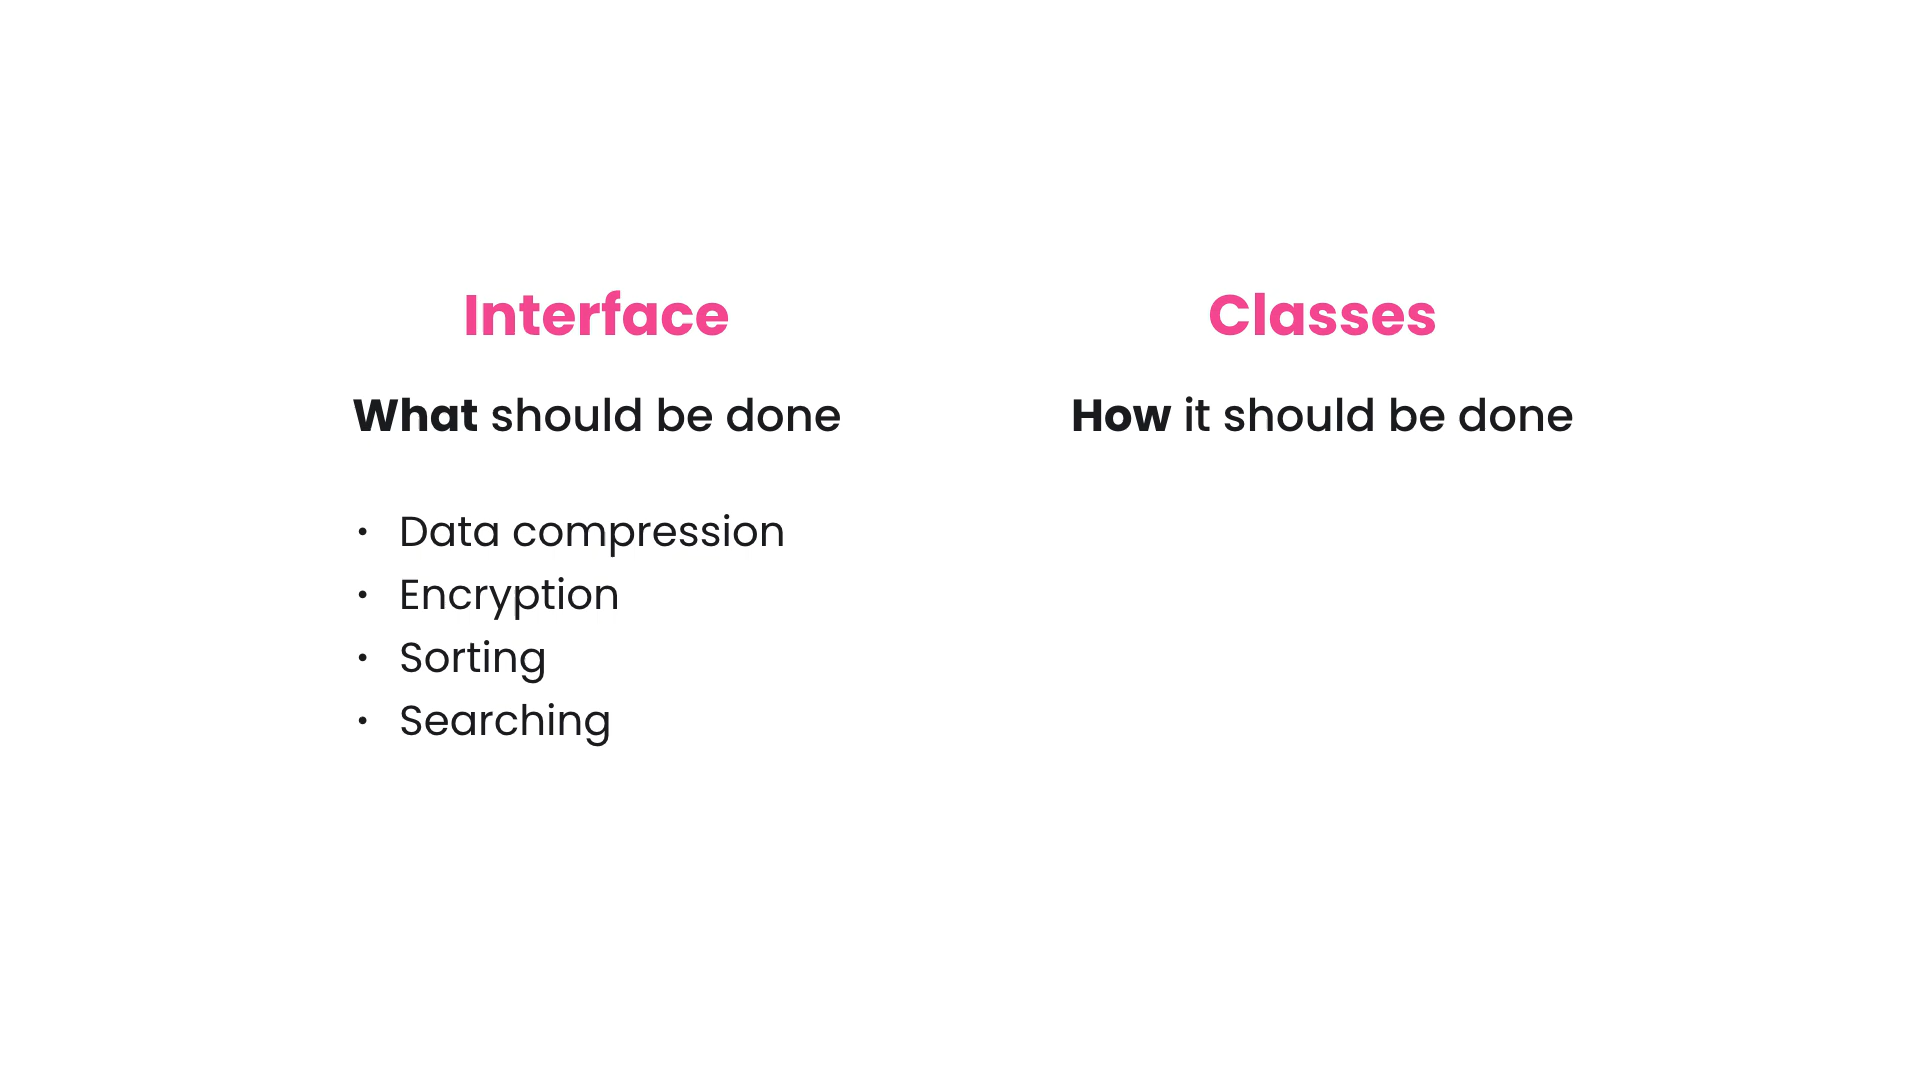 Interface
What should be done
• Data compression
• Encryption
• Sorting
• Searching
Classes
How it should be done